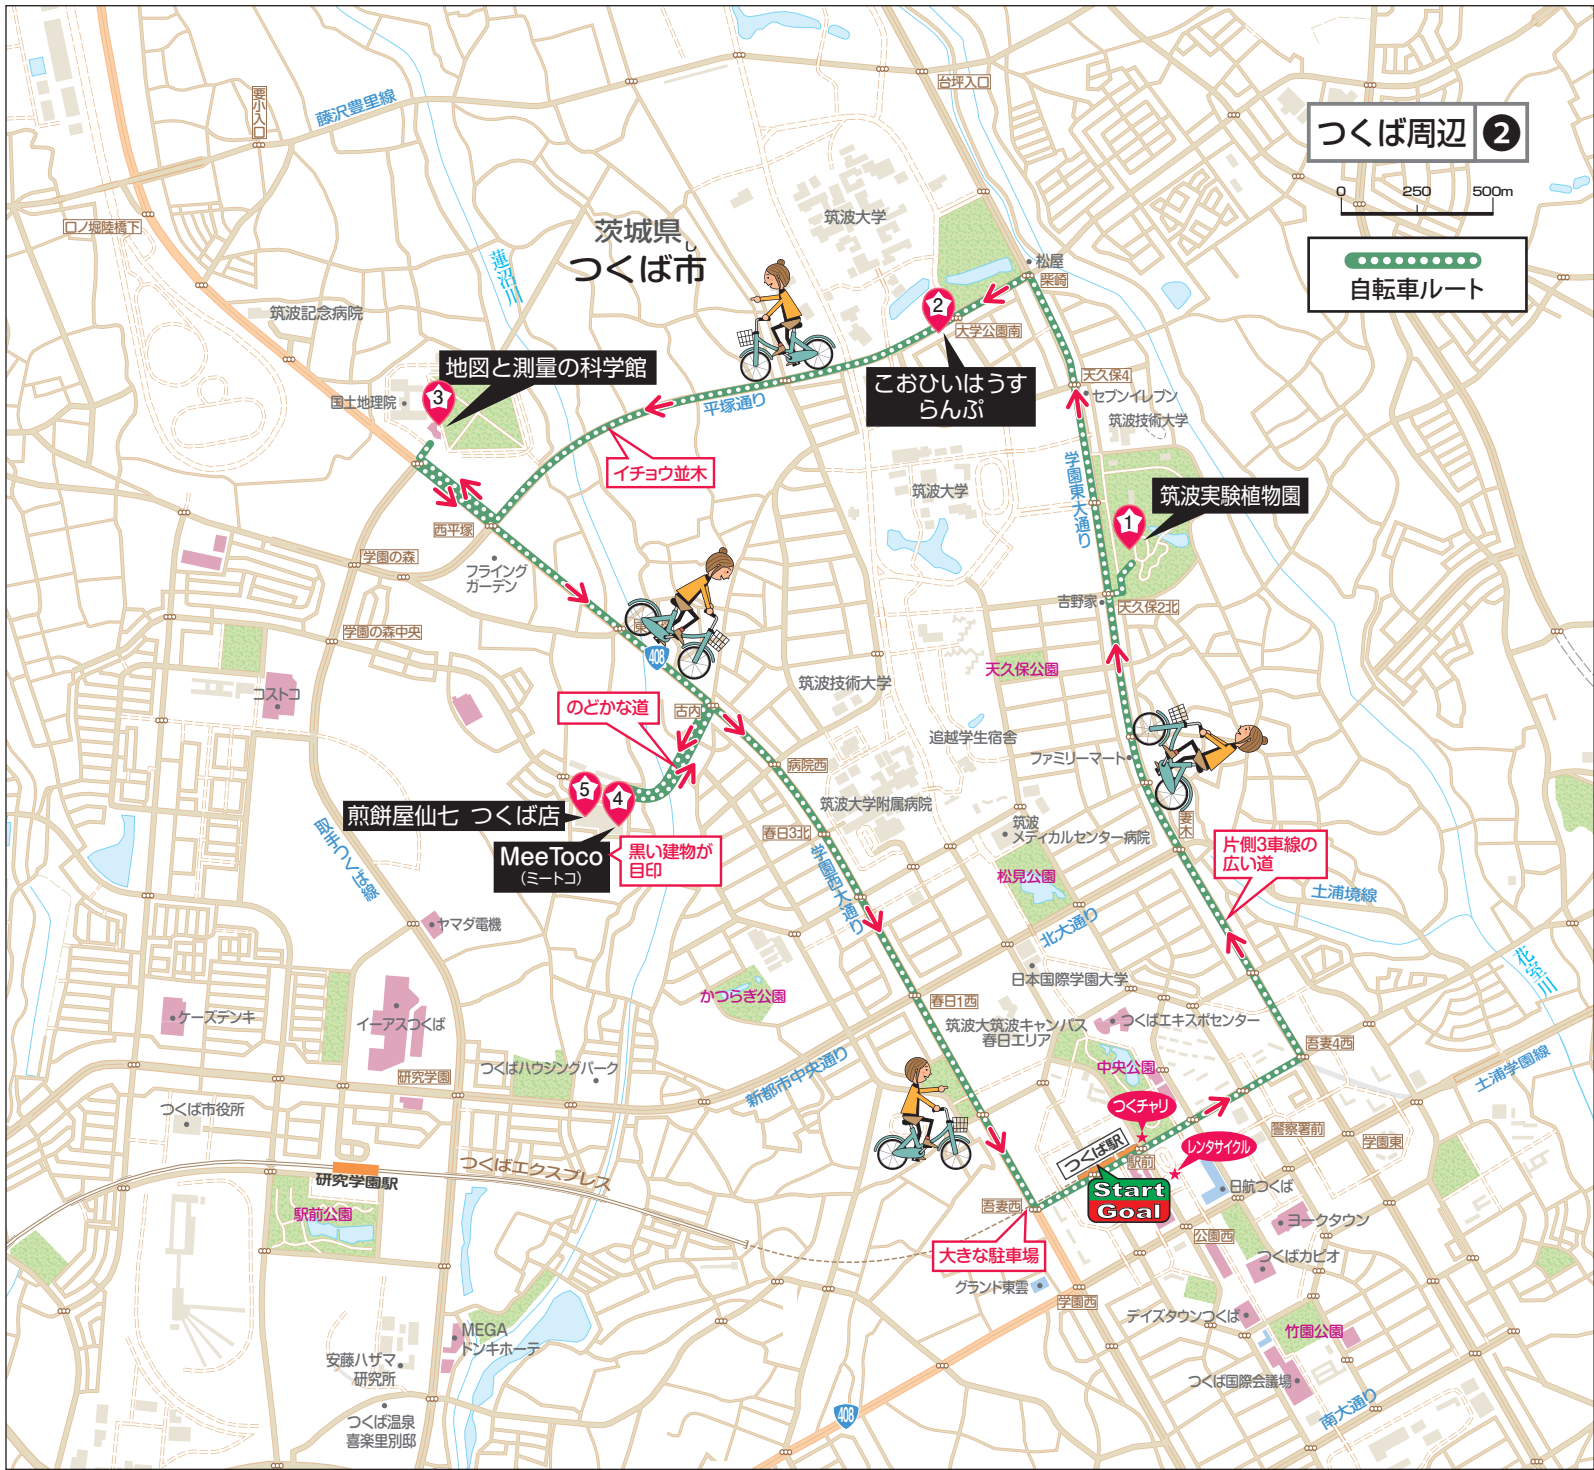 台坪入口
つくば周辺 ❷
0 250 500m
自転車ルート
要小入口
藤沢豊里線
口ノ堀陸橋下
茨城県
し
つくば市
蓮沼川
筑波大学
松屋
柴崎
筑波記念病院
2
大学公園南
地図と測量の科学館
国土地理院
3
平塚通り
こおひいはうす
らんぷ
天久保4
セブンイレブン
筑波技術大学
イチョウ並木
学園東大通り
筑波大学
筑波実験植物園
1
西平塚
学園の森
フライング
ガーデン
吉野家
天久保2北
学園の森中央
408
天久保公園
コストコ
筑波技術大学
のどかな道
古内
追越学生宿舎
ファミリーマート
病院西
5
4
煎餅屋仙七 つくば店
筑波大学附属病院
筑波
メディカルセンター病院
妻木
春日3北
MeeToco
(ミートコ)
黒い建物が
目印
片側3車線の
広い道
取手つくば線
学園西大通り
松見公園
土浦境線
北大通り
ヤマダ電機
花室川
日本国際学園大学
かつらぎ公園
春日1西
ケーズデンキ
イーアスつくば
筑波大筑波キャンパス
春日エリア
つくばエキスポセンター
吾妻4西
中央公園
新都市中央通り
土浦学園線
つくばハウジングパーク
研究学園
つくチャリ
つくば市役所
警察署前
学園東
つくば駅
駅前
レンタサイクル
つくばエクスプレス
研究学園駅
Start
Goal
日航つくば
駅前公園
吾妻西
ヨークタウン
公園西
大きな駐車場
つくばカピオ
グランド東雲
学園西
デイズタウンつくば
竹園公園
MEGA
ドンキホーテ
安藤ハザマ
研究所
つくば国際会議場
408
南大通り
つくば温泉
喜楽里別邸